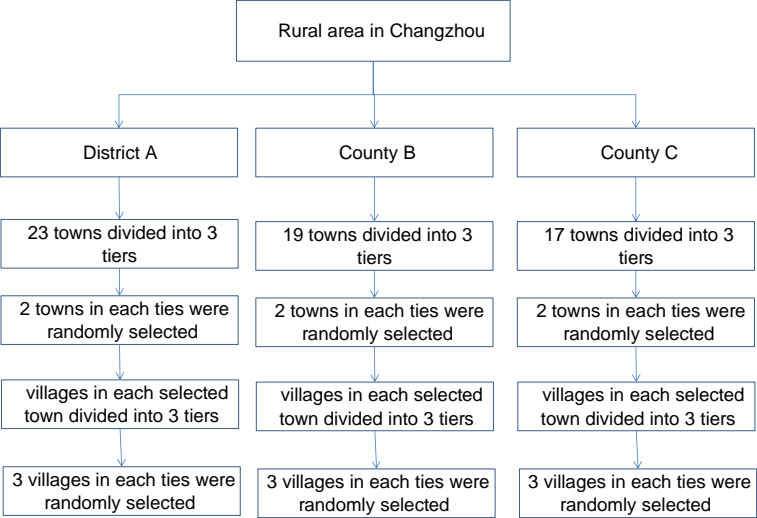 Rural area in Changzhou
District A
County B
County C
23 towns divided into 3
tiers
19 towns divided into 3
tiers
17 towns divided into 3
tiers
2 towns in each ties were
randomly selected
2 towns in each ties were
randomly selected
2 towns in each ties were
randomly selected
villages in each selected
town divided into 3 tiers
villages in each selected
town divided into 3 tiers
villages in each selected
town divided into 3 tiers
3 villages in each ties were
randomly selected
3 villages in each ties were
randomly selected
3 villages in each ties were
randomly selected